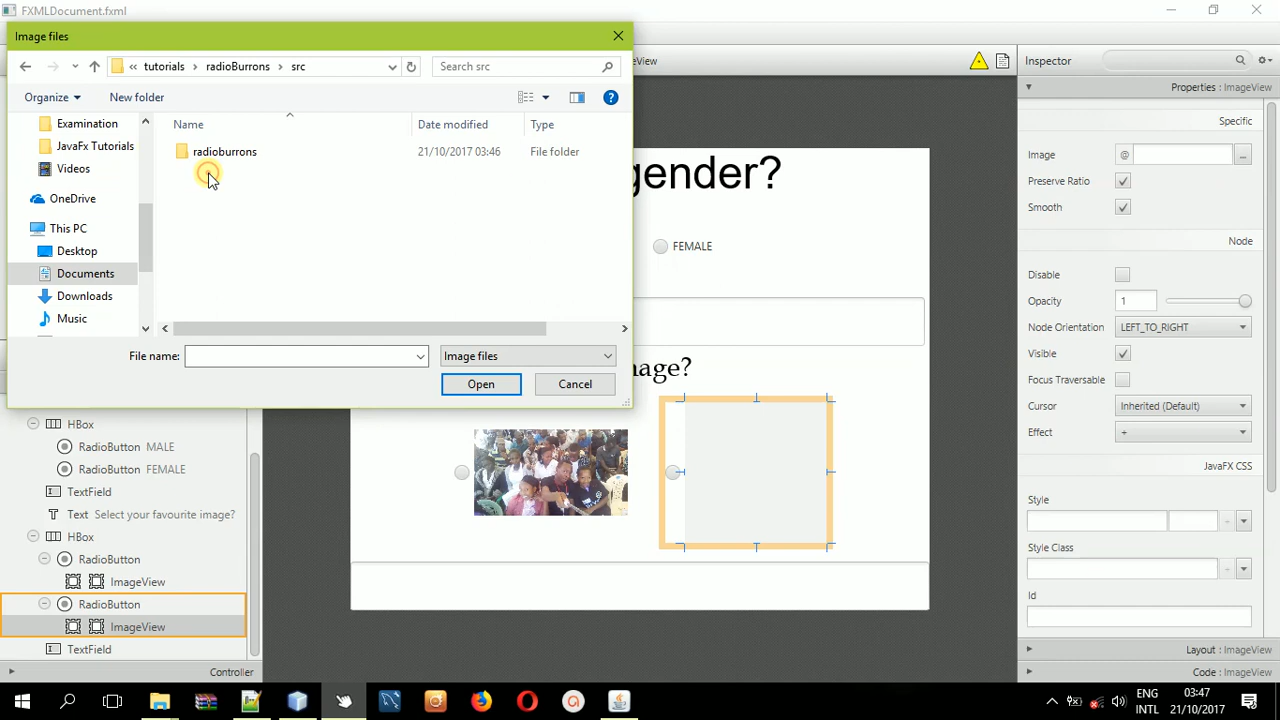 FXMLDocument.fxml
Image files
« tutorials › radioBurrons › src
Search src
Organize
New folder
Name
Date modified
Type
Examination
JavaFx Tutorials
Videos
OneDrive
This PC
Desktop
Documents
Downloads
Music
radioburrons
21/10/2017 03:46
File folder
File name:
Image files
Open
Cancel
geView
gender?
FEMALE
mage?
HBox
RadioButton MALE
RadioButton FEMALE
TextField
Text Select your favourite image?
HBox
RadioButton
ImageView
RadioButton
ImageView
TextField
Controller
Inspector
Properties : ImageView
Specific
Image
@
...
Preserve Ratio
Smooth
Node
Disable
Opacity
1
Node Orientation
LEFT_TO_RIGHT
Visible
Focus Traversable
Cursor
Inherited (Default)
Effect
+
JavaFX CSS
Style
Style Class
Id
Layout : ImageView
Code : ImageView
ENG
INTL
03:47
21/10/2017